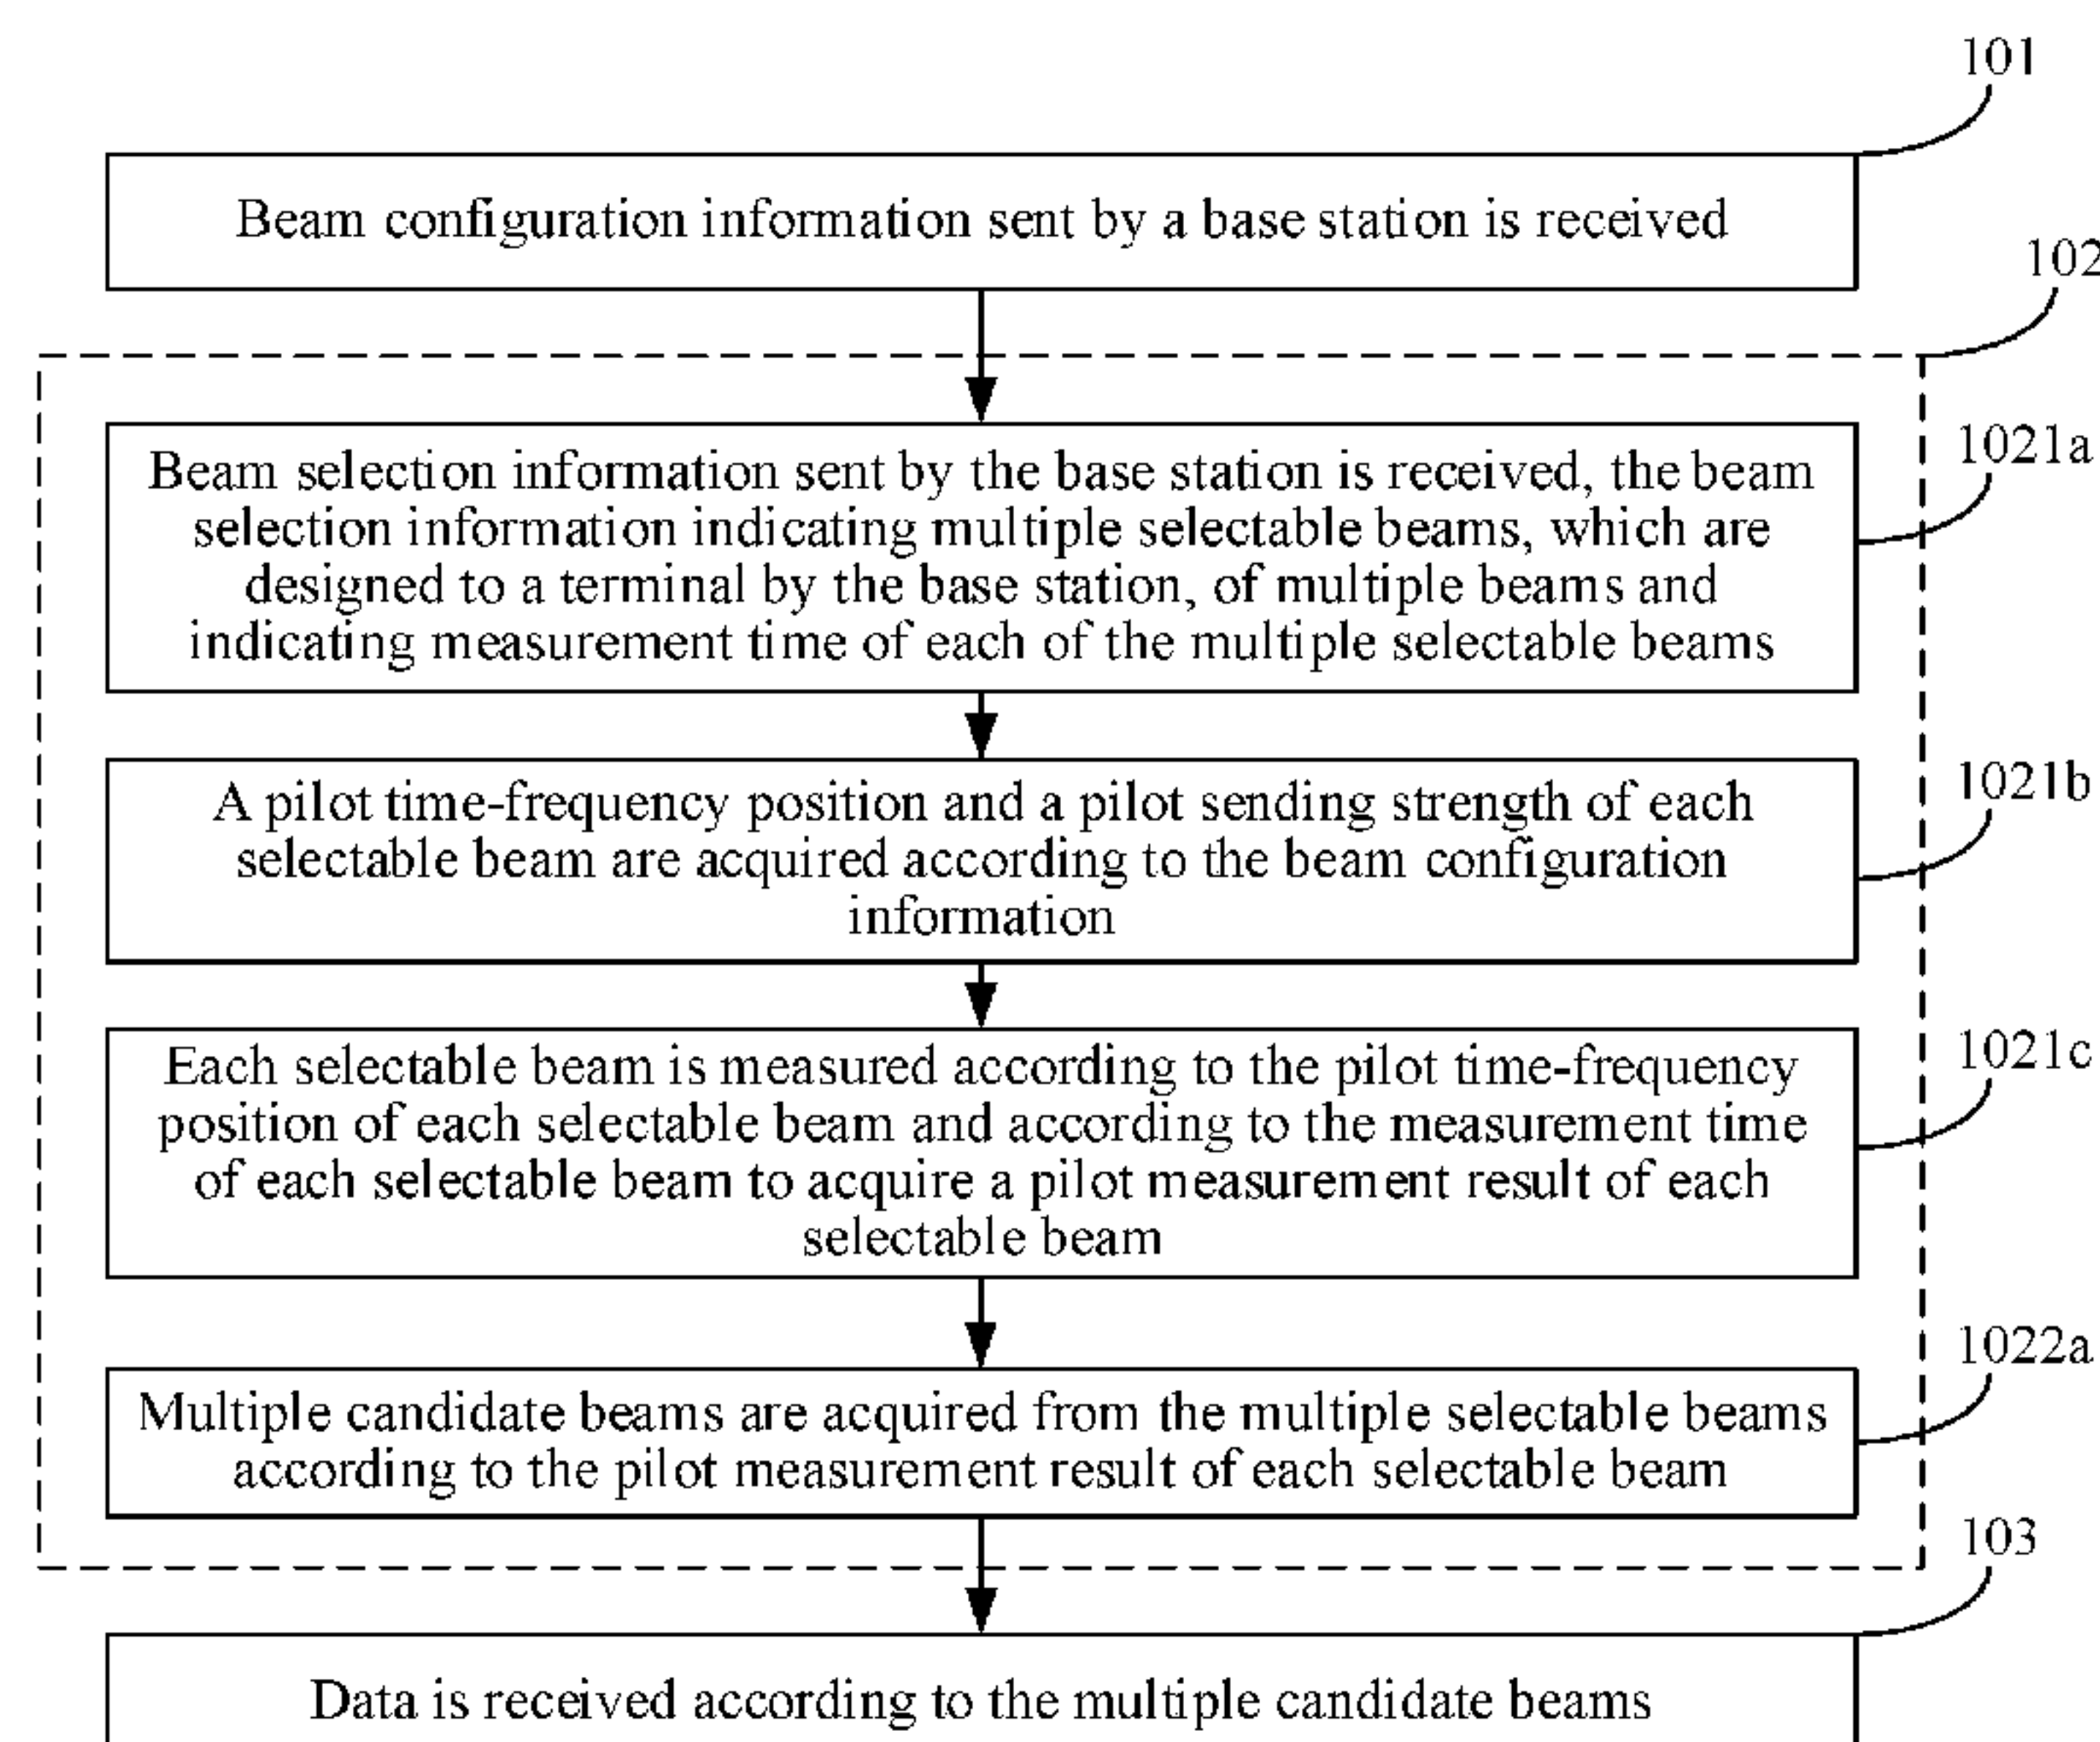 101
Beam configuration information sent by a base station is received
102
1021a
Beam selection information sent by the base station is received, the beam
selection information indicating multiple selectable beams, which are
designed to a terminal by the base station, of multiple beams and
indicating measurement time of each of the multiple selectable beams
1021b
A pilot time-frequency position and a pilot sending strength of each
selectable beam are acquired according to the beam configuration
information
1021c
Each selectable beam is measured according to the pilot time-frequency
position of each selectable beam and according to the measurement time
of each selectable beam to acquire a pilot measurement result of each
selectable beam
1022a
Multiple candidate beams are acquired from the multiple selectable beams
according to the pilot measurement result of each selectable beam
103
Data is received according to the multiple candidate beams